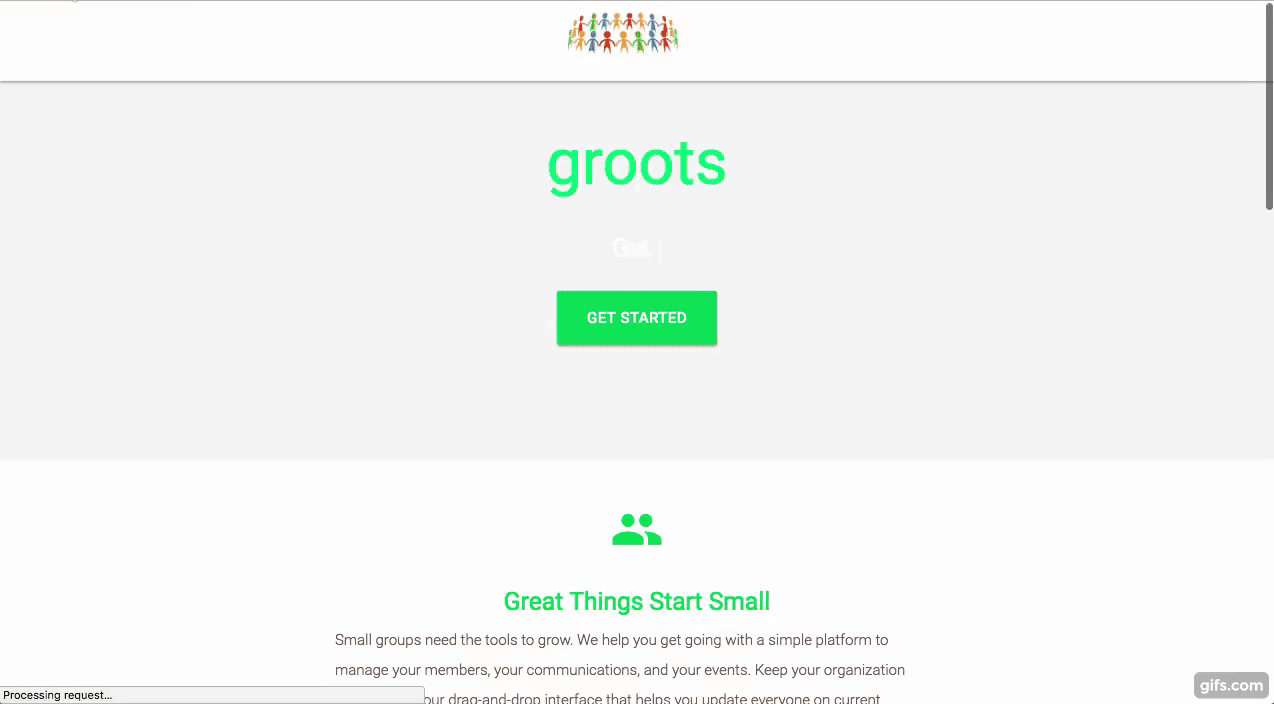 groots
GET STARTED
Great Things Start Small
Small groups need the tools to grow. We help you get going with a simple platform to
manage your members, your communications, and your events. Keep your organization
our drag-and-drop interface that helps you update everyone on current
Processing request...
gifs.com